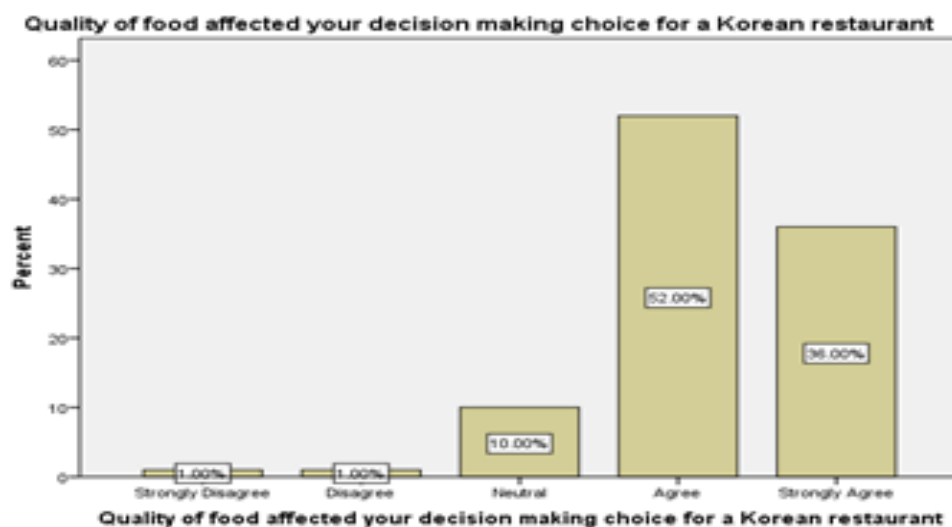 Quality of food affected your decision making choice for a Korean restaurant
60
50
40
30
20
10
0
Percent
1.00%
1.00%
10.00%
52.00%
36.00%
Strongly Disagree
Disagree
Neutral
Agree
Strongly Agree
Quality of food affected your decision making choice for a Korean restaurant